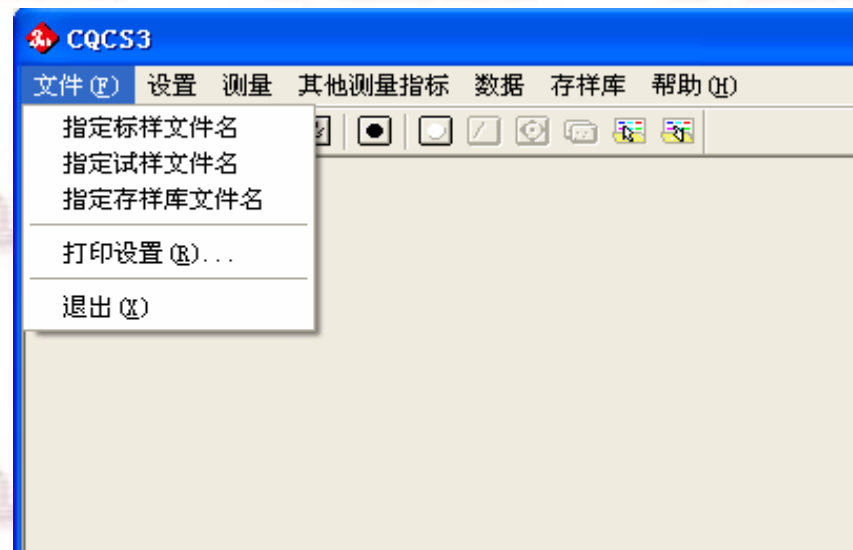 CQCS3
文件(F) 设置 测量 其他测量指标 数据 存样库 帮助(H)
指定标样文件名
指定试样文件名
指定存样库文件名
打印设置(R)...
退出(X)